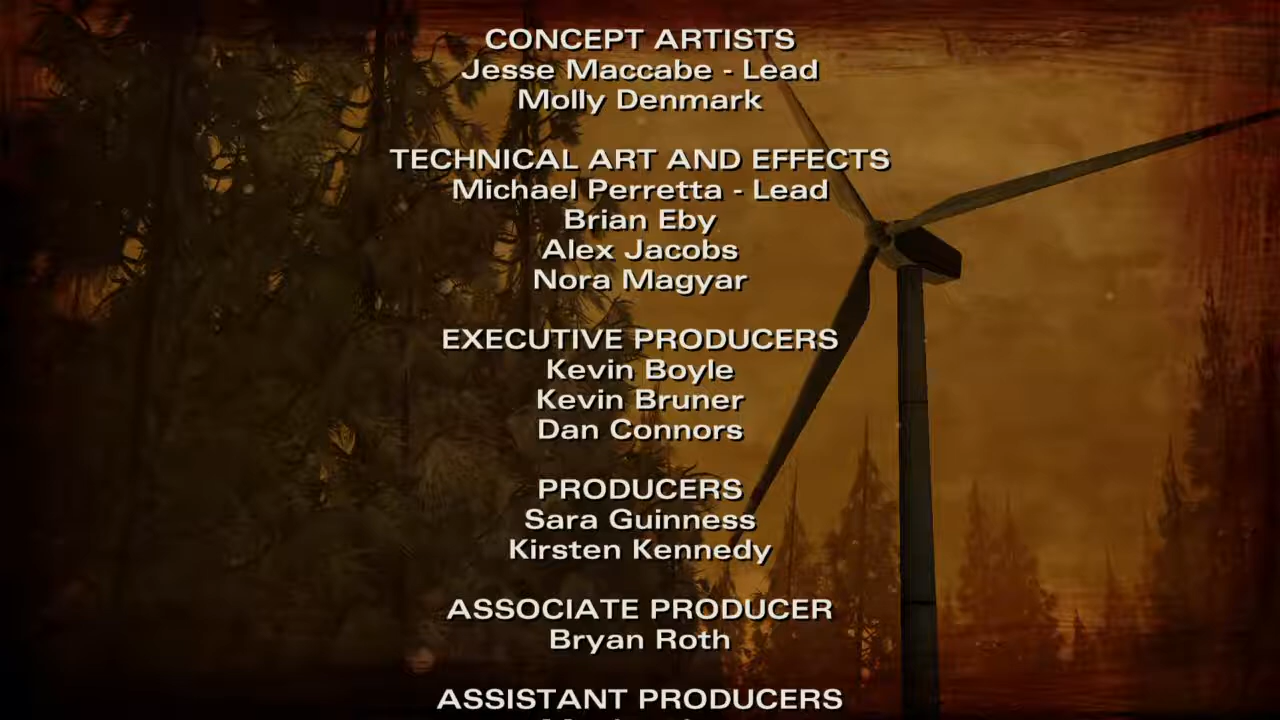 CONCEPT ARTISTS
Jesse Maccabe - Lead
Molly Denmark
TECHNICAL ART AND EFFECTS
Michael Perretta - Lead
Brian Eby
Alex Jacobs
Nora Magyar
EXECUTIVE PRODUCERS
Kevin Boyle
Kevin Bruner
Dan Connors
PRODUCERS
Sara Guinness
Kirsten Kennedy
ASSOCIATE PRODUCER
Bryan Roth
ASSISTANT PRODUCERS